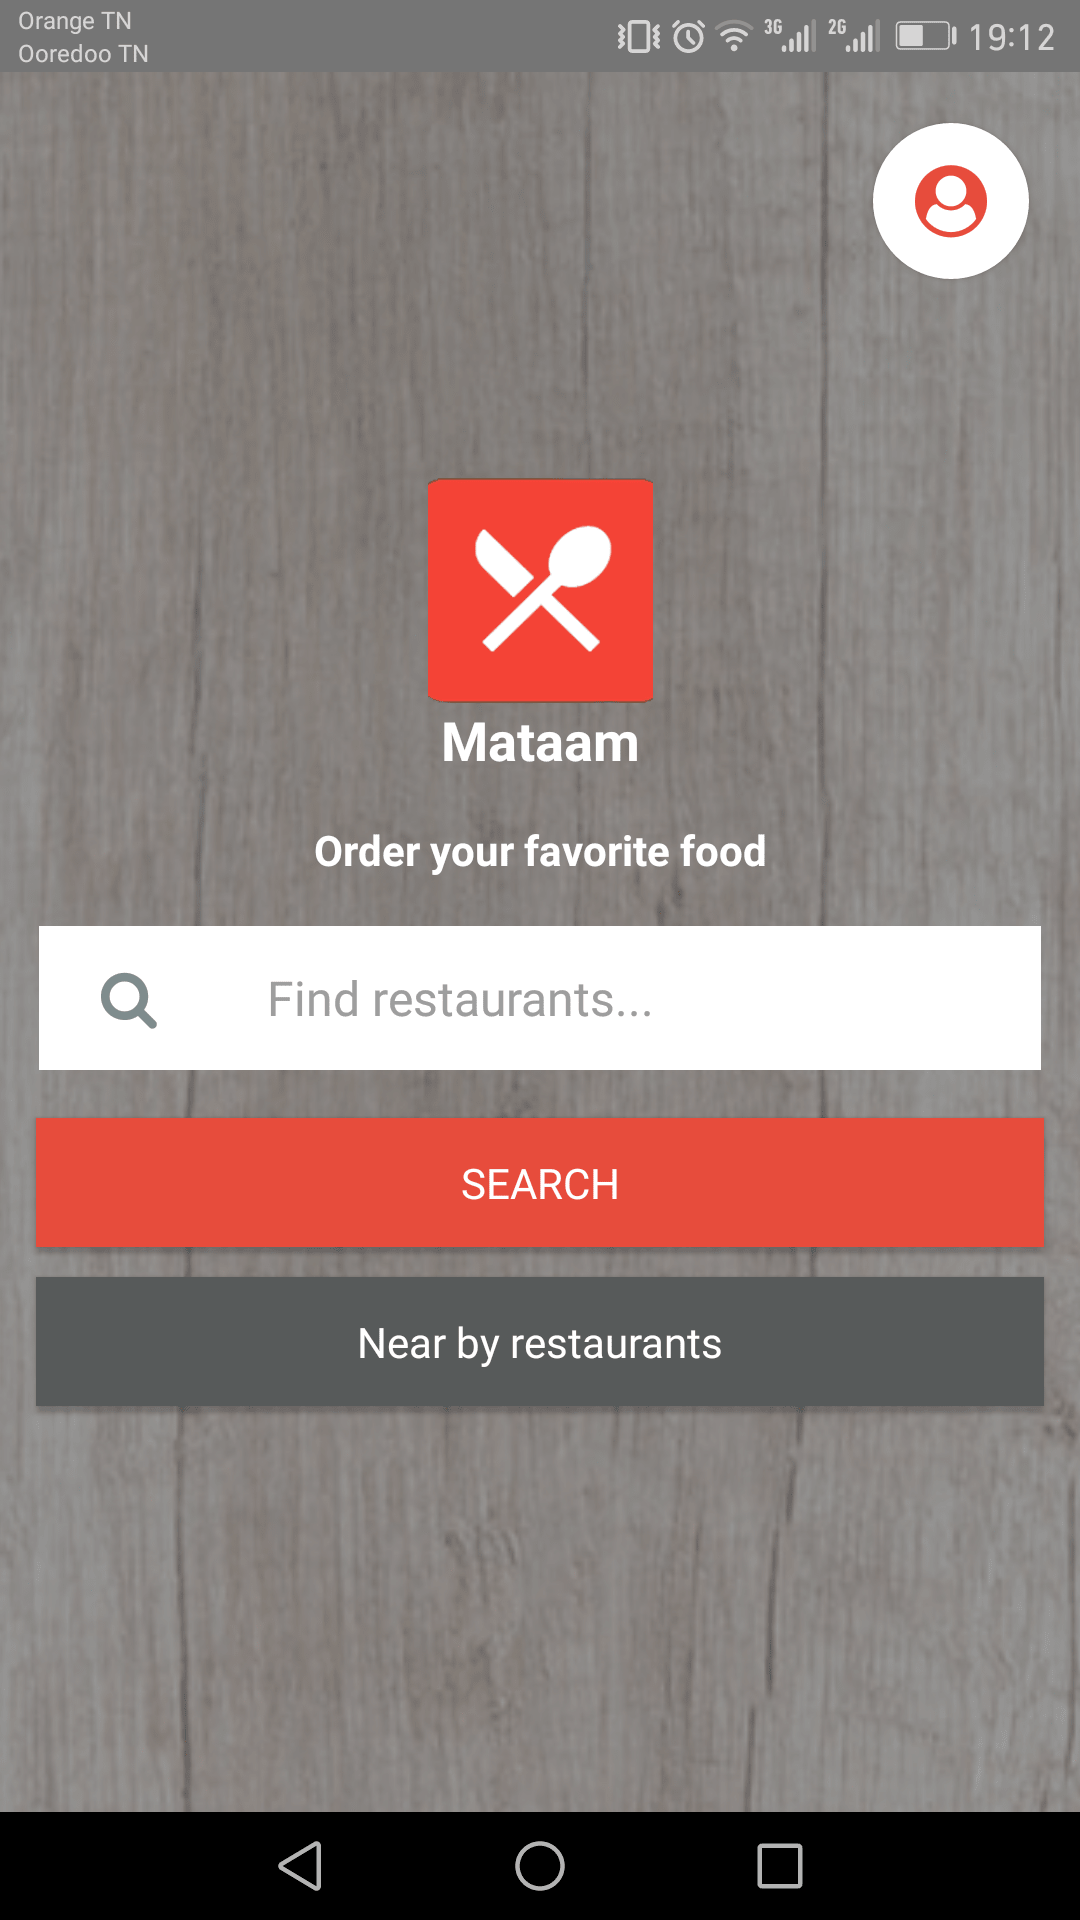 Orange TN
Ooredoo TN
3G 2G 19:12
Mataam
Order your favorite food
Find restaurants...
SEARCH
Near by restaurants